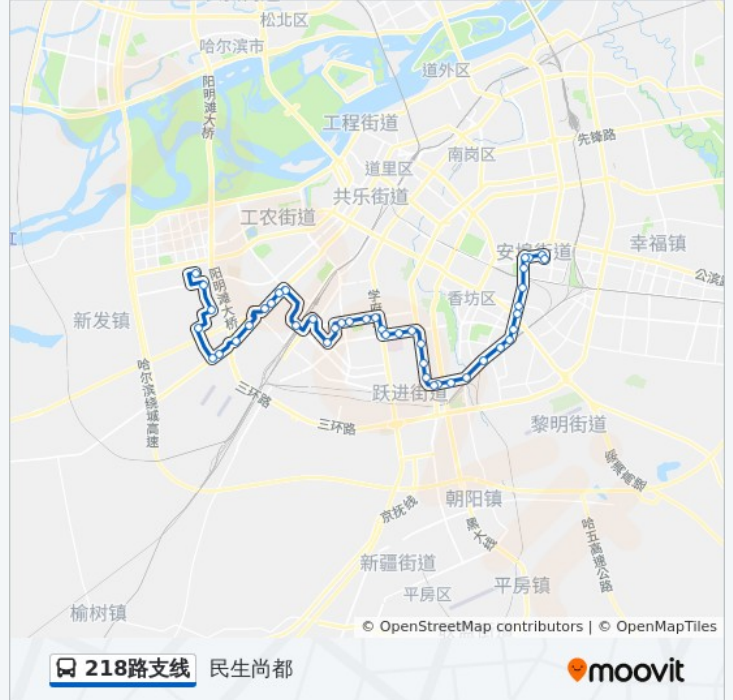 松北区
哈尔滨市
道外区
阳明滩大桥
工程街道
先锋路
南岗区
道里区
共乐街道
工农街道
江
安埠街道
幸福镇
阳明滩大桥
公滨路
学府
香坊区
新发镇
哈尔滨绕城高速
三环路
跃进街道
三环路
黎明街道
朝阳镇
京抚线
黑大线
哈五高速公路
新疆街道
平房区
平房镇
榆树镇
© OpenStreetMap contributors | © OpenMapTiles
218路支线 民生尚都
moovit